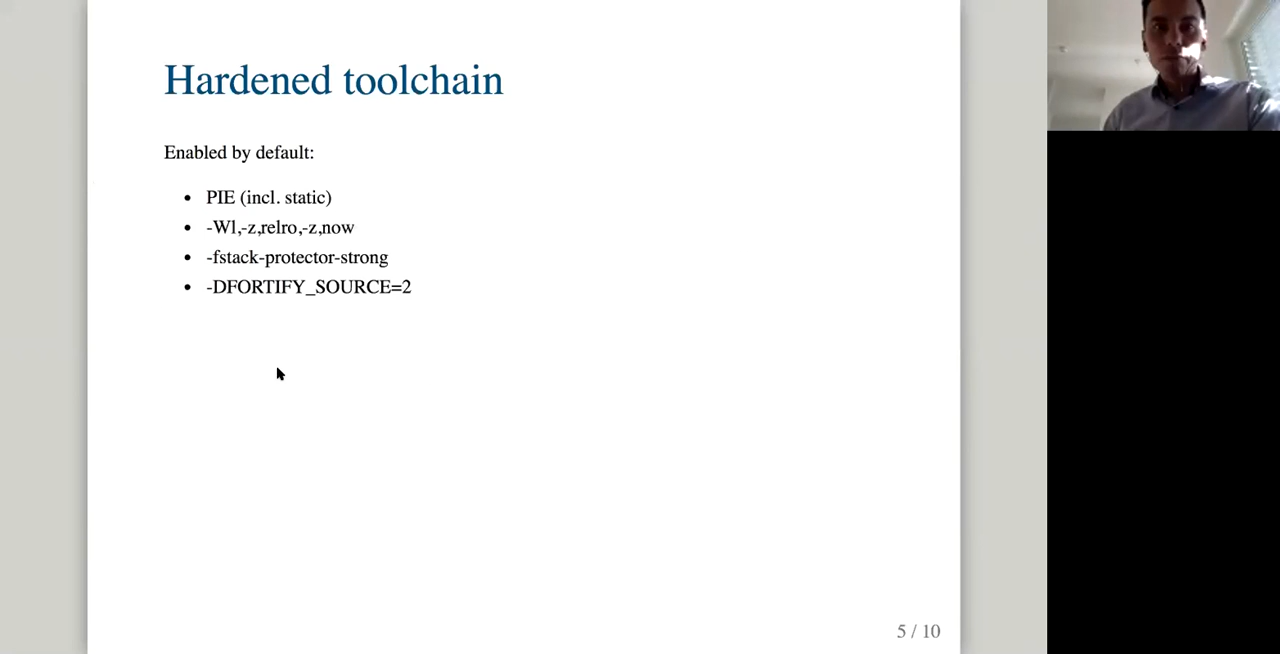 Hardened toolchain
Enabled by default:
• PIE (incl. static)
• -Wl,-z,relro,-z,now
• -fstack-protector-strong
• -DFORTIFY_SOURCE=2
5 / 10